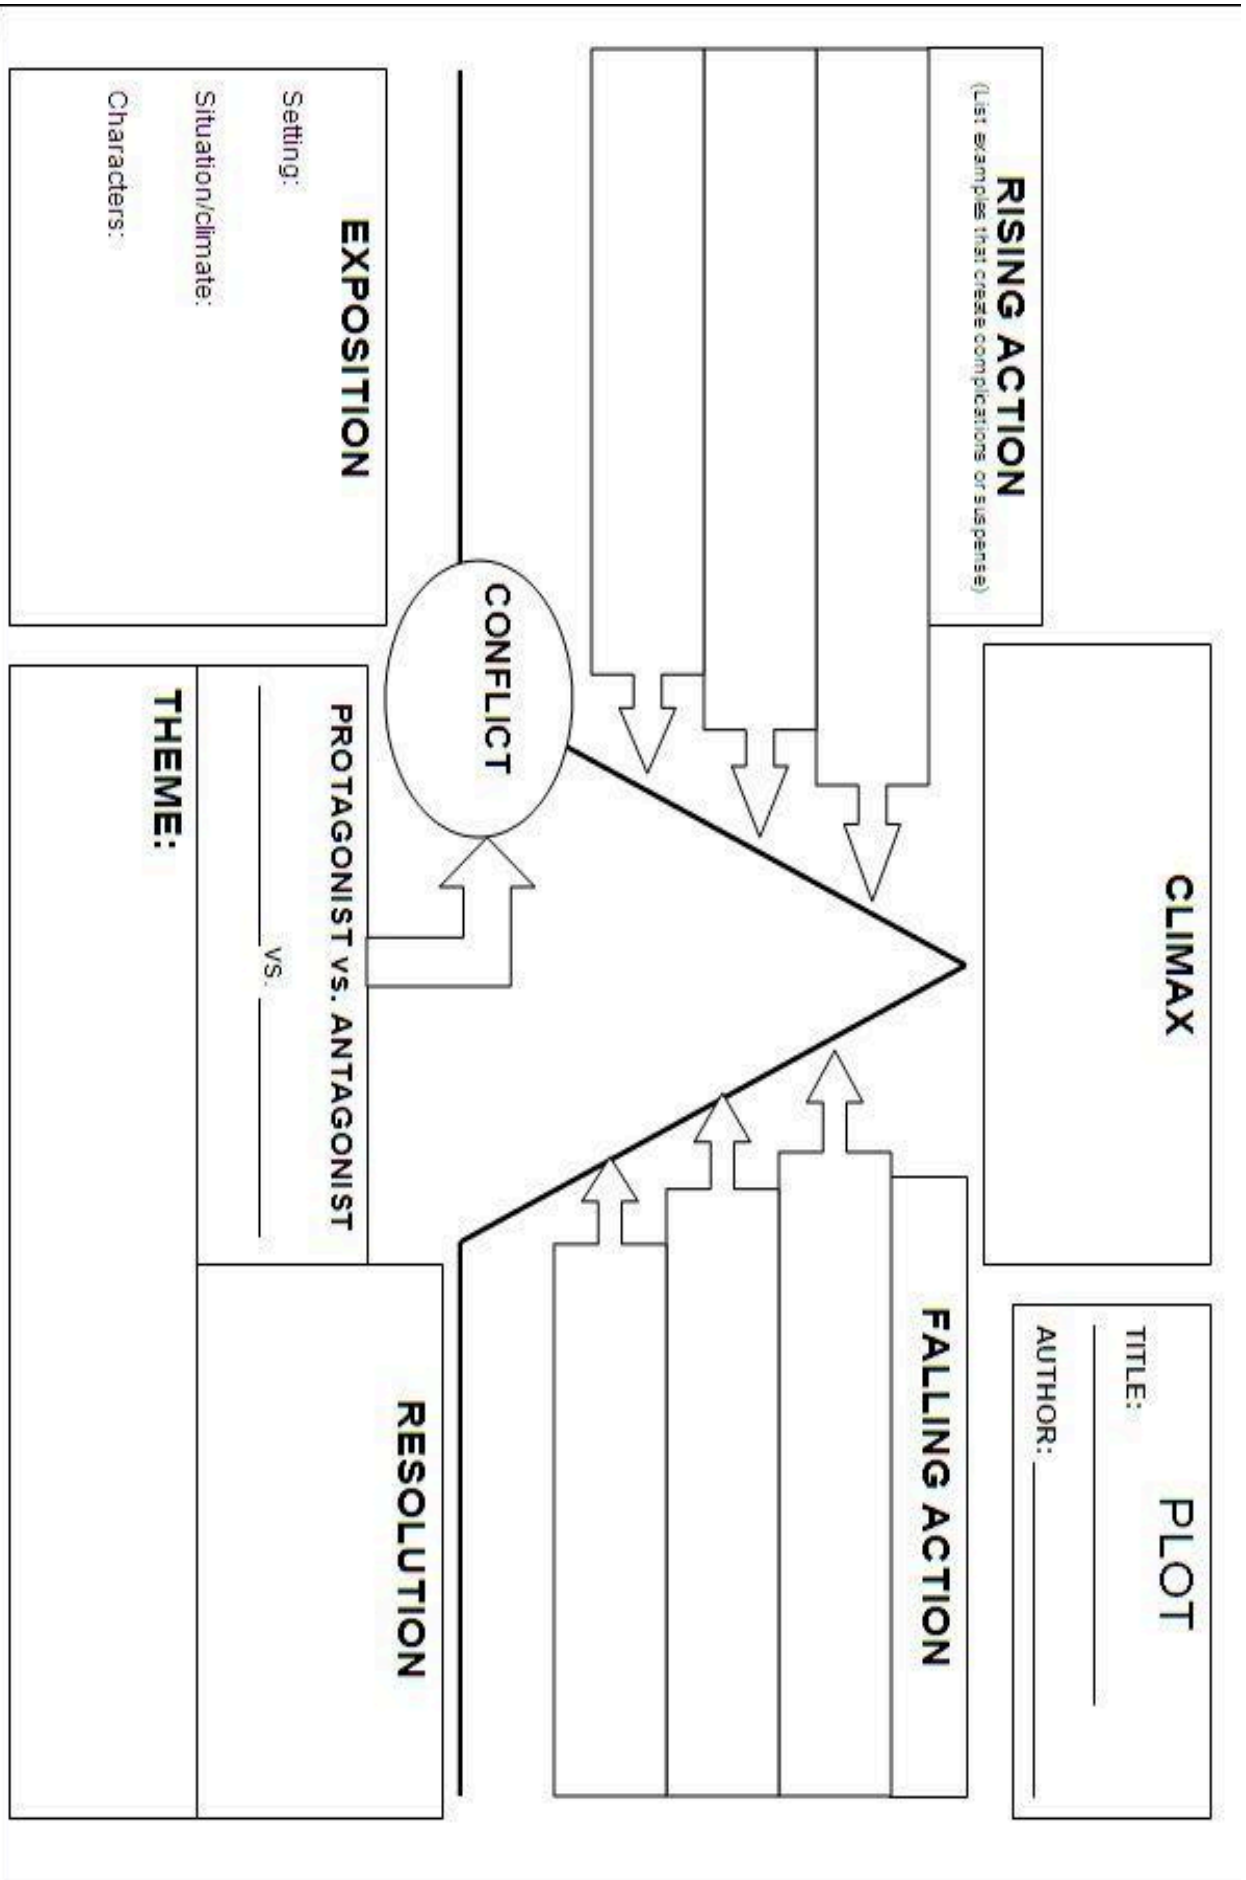 PLOT
TITLE:
AUTHOR:
CLIMAX
RISING ACTION
(List examples that create complications or suspense)
FALLING ACTION
CONFLICT
EXPOSITION
Setting:
Situation/climate:
Characters:
PROTAGONIST vs. ANTAGONIST
vs.
RESOLUTION
THEME: